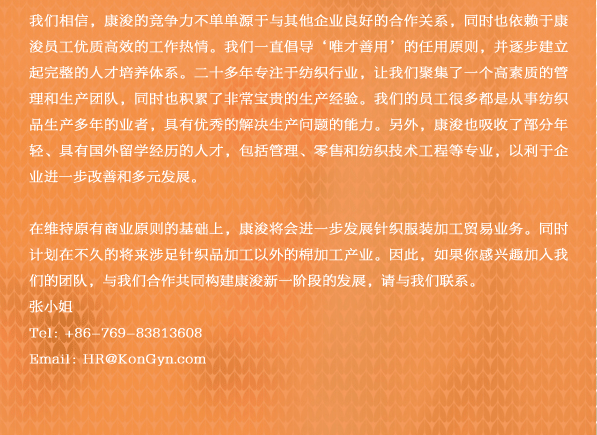 我们相信，康浚的竞争力不单单源于与其他企业良好的合作关系，同时也依赖于康
浚员工优质高效的工作热情。我们一直倡导‘唯才善用’的任用原则，并逐步建立
起完整的人才培养体系。二十多年专注于纺织行业，让我们聚集了一个高素质的管
理和生产团队，同时也积累了非常宝贵的生产经验。我们的员工很多都是从事纺织
品生产多年的业者，具有优秀的解决生产问题的能力。另外，康浚也吸收了部分年
轻、具有国外留学经历的人才，包括管理、零售和纺织技术工程等专业，以利于企
业进一步改善和多元发展。
在维持原有商业原则的基础上，康浚将会进一步发展针织服装加工贸易业务。同时
计划在不久的将来涉足针织品加工以外的棉加工产业。因此，如果你感兴趣加入我
们的团队，与我们合作共同构建康浚新一阶段的发展，请与我们联系。
张小姐
Tel: +86-769-83813608
Email: HR@KonGyn.com